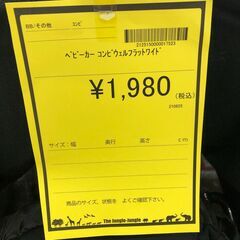 BB/その他 コンビ
2125150000017523
ベビーカー コンビウェルフラットワイド
¥1,980
(税込)
210805
サイズ:幅 奥行 高さ cm
商品のサイズ、状態を よくご確認下さい。
The Jungle-Jungle